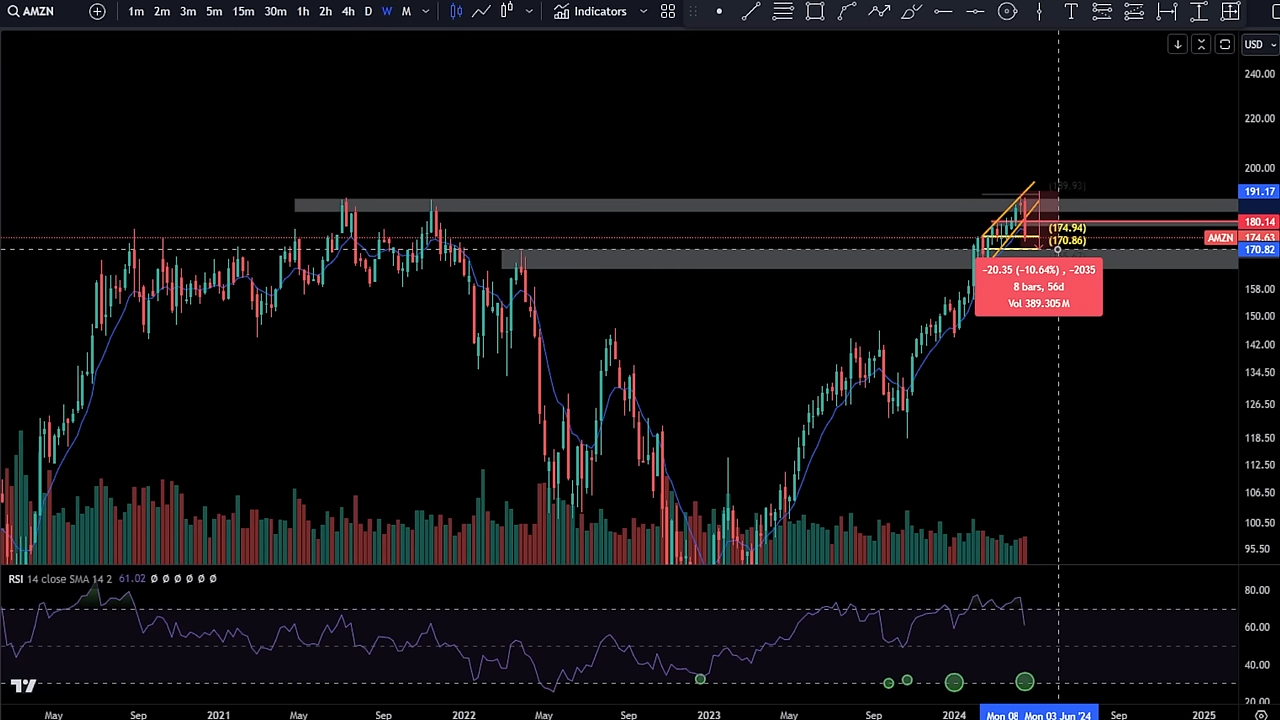 AMZN 1m 2m 3m 5m 15m 30m 1h 2h 4h D W M Indicators
USD
240.00
220.00
200.00
191.17
180.14
AMZN 174.63
170.82
158.00
150.00
142.00
134.50
126.50
118.50
112.50
106.50
100.50
95.50
(174.94)
(170.86)
−20.35 (−10.64%) , −2035
8 bars, 56d
Vol 389.305M
RSI 14 close SMA 14 2 61.02 Ø Ø Ø Ø Ø Ø
80.00
60.00
40.00
20.00
May Sep 2021 May Sep 2022 May Sep 2023 May Sep 2024 Mon 08 Mon 03 Jun '24 Sep 2025